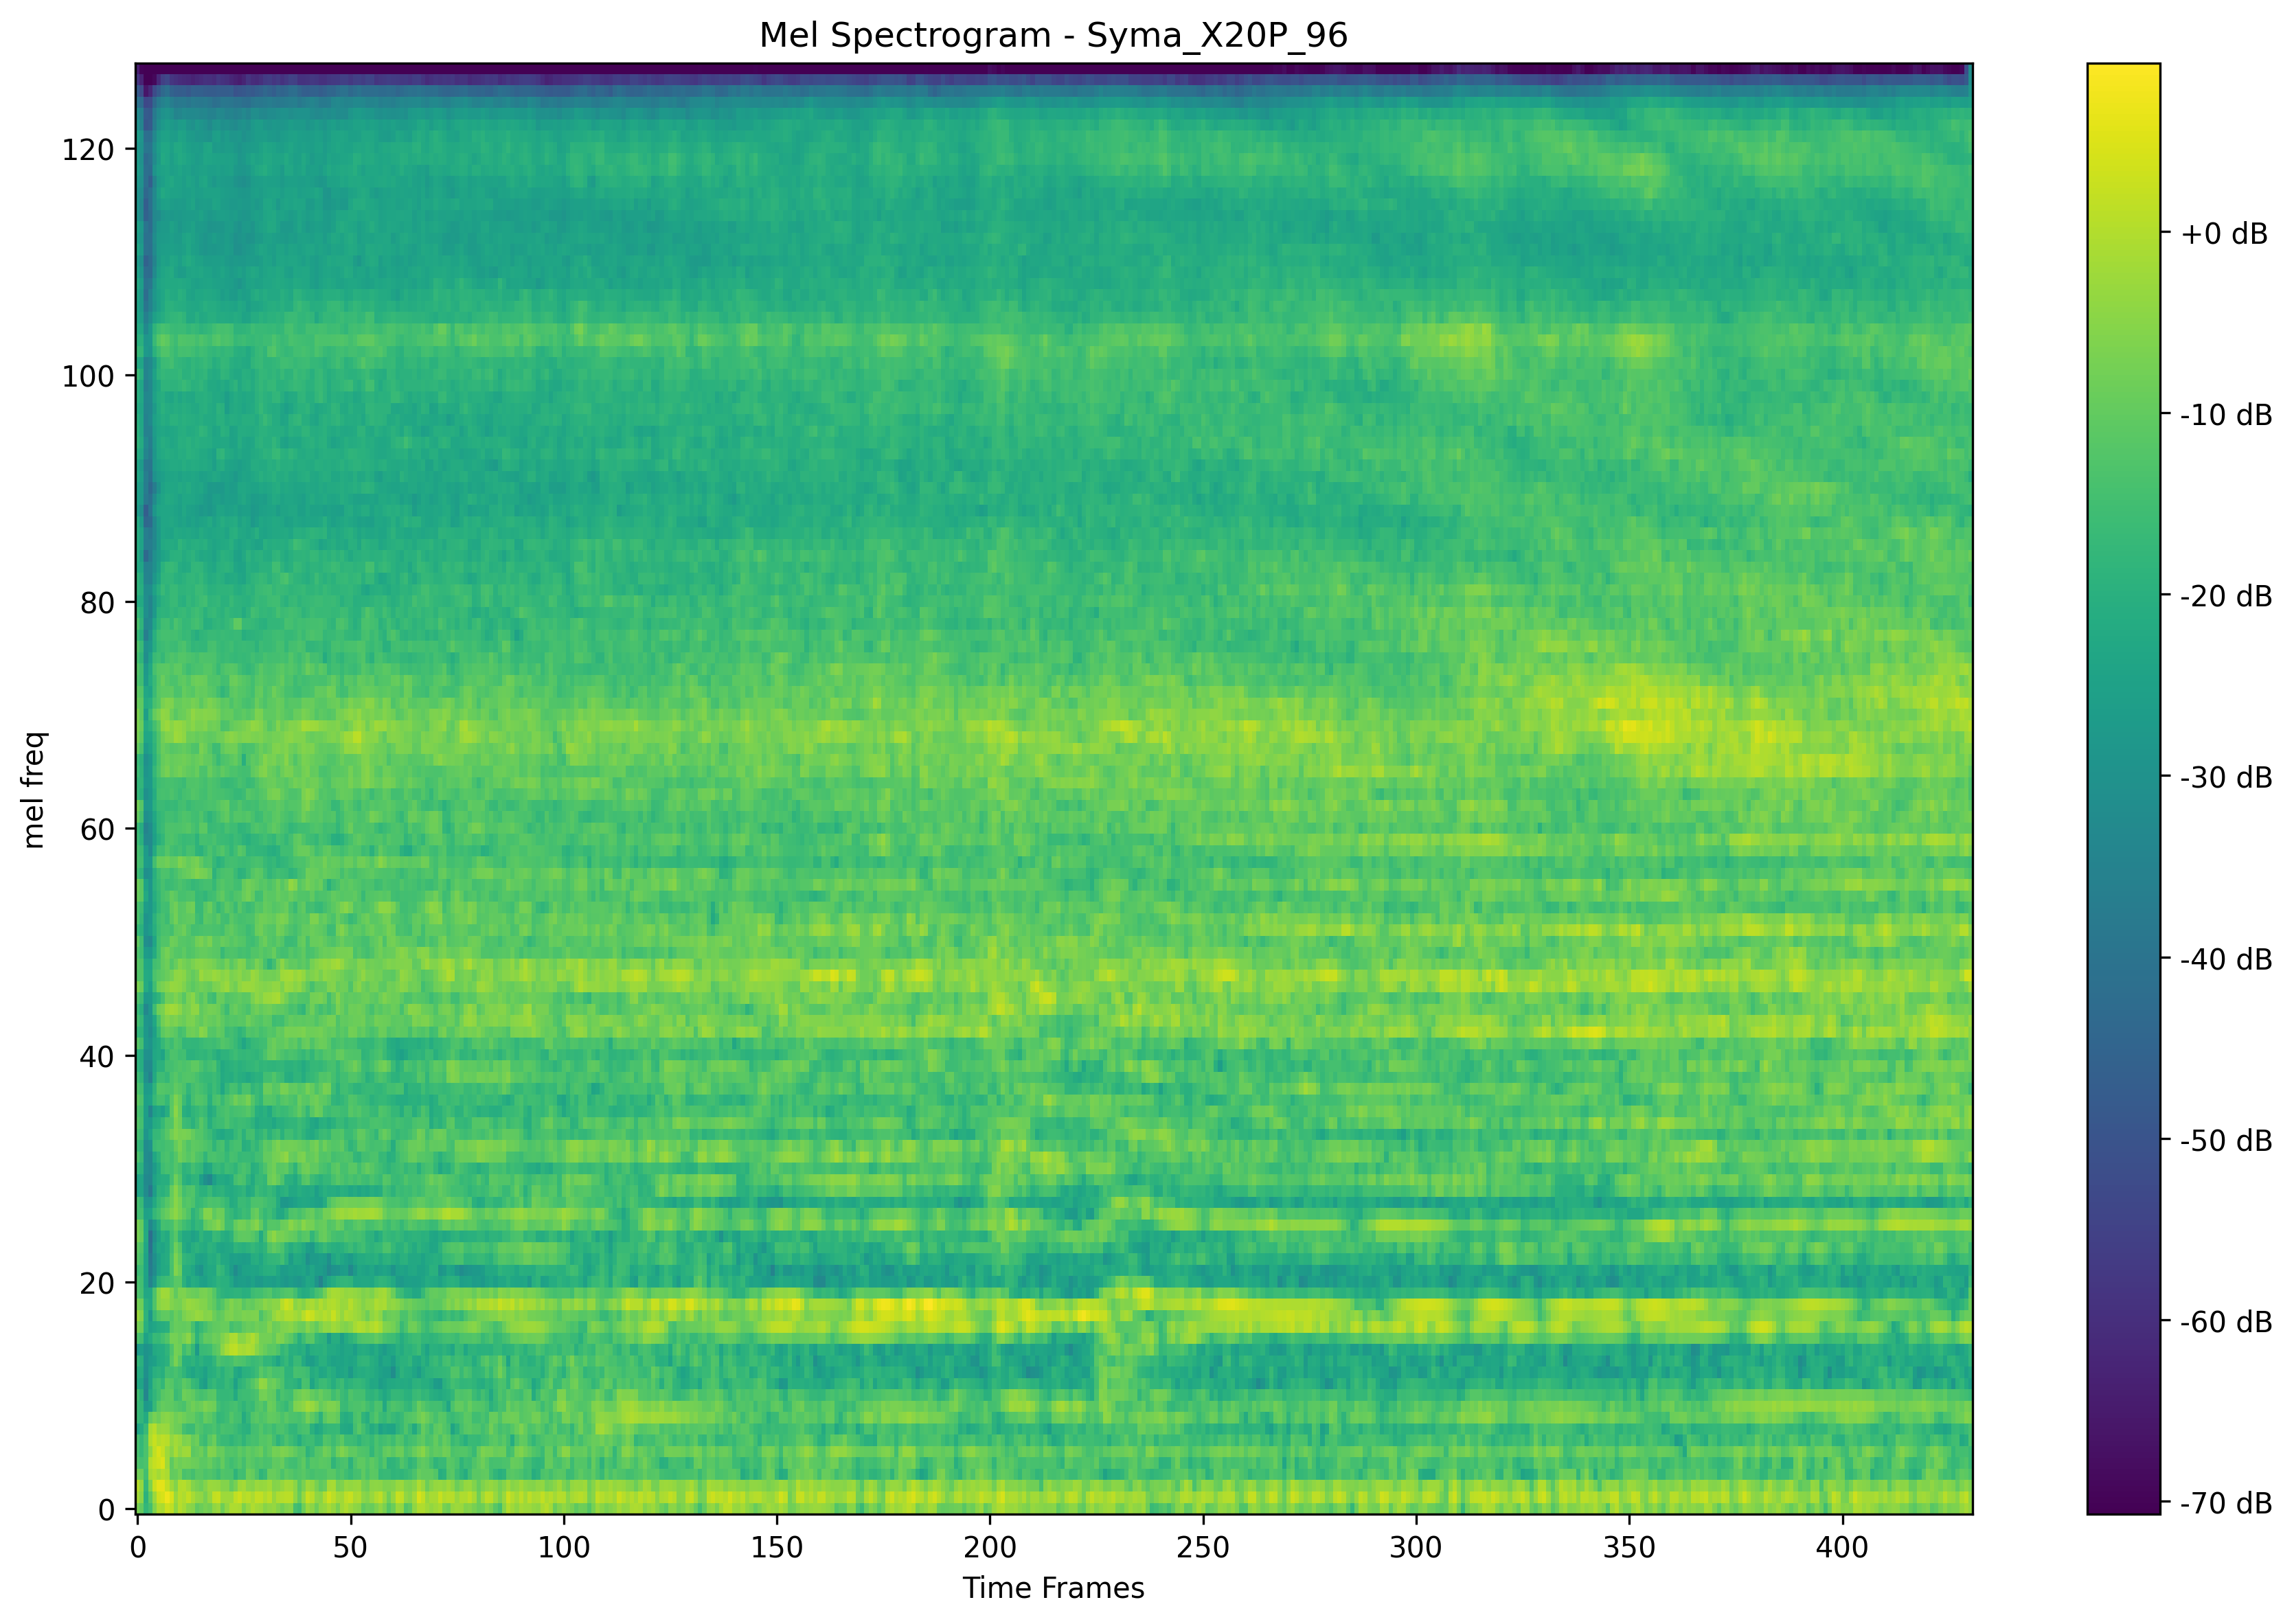 Mel Spectrogram - Syma_X20P_96
mel freq
120
100
80
60
40
20
0
0 50 100 150 200 250 300 350 400
Time Frames
+0 dB
-10 dB
-20 dB
-30 dB
-40 dB
-50 dB
-60 dB
-70 dB